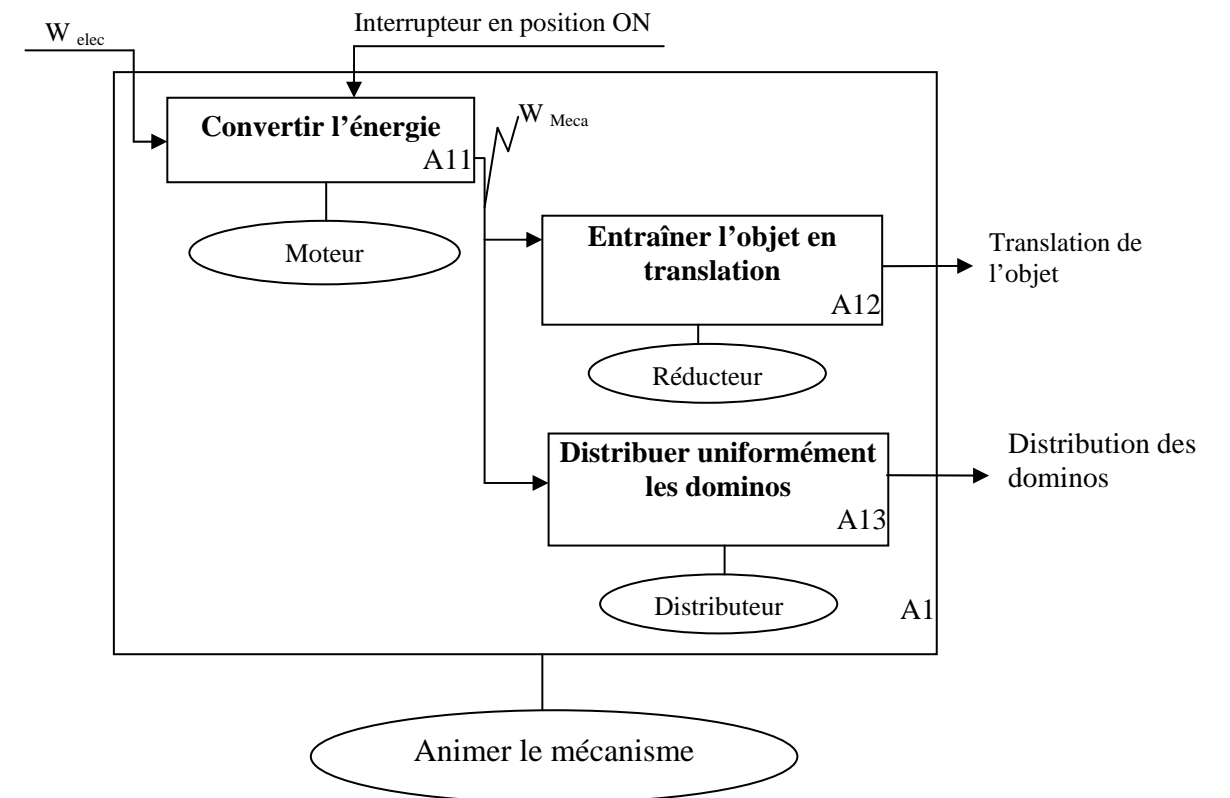 Interrupteur en position ON
W elec
Convertir l’énergie
A11
W Meca
Moteur
Entraîner l’objet en
translation
A12
Translation de
l’objet
Réducteur
Distribuer uniformément
les dominos
A13
Distribution des
dominos
Distributeur
A1
Animer le mécanisme